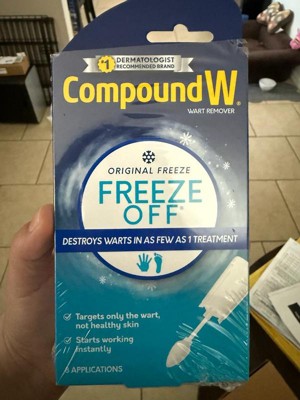 #1 DERMATOLOGIST
RECOMMENDED BRAND
Compound W®
WART REMOVER
ORIGINAL FREEZE
FREEZE
OFF®
DESTROYS WARTS IN AS FEW AS 1 TREATMENT
Targets only the wart,
not healthy skin
Starts working
instantly
APPLICATIONS